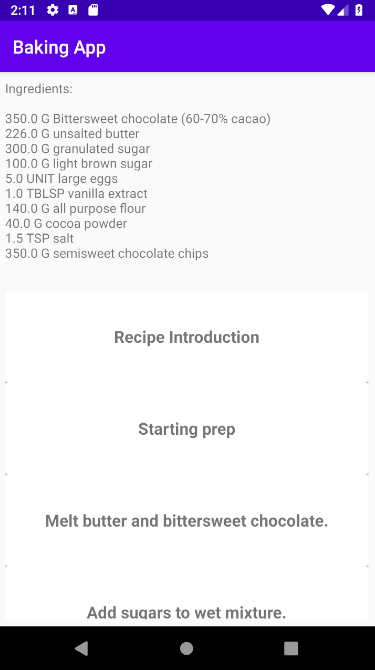 2:11
Baking App
Ingredients:
350.0 G Bittersweet chocolate (60-70% cacao)
226.0 G unsalted butter
300.0 G granulated sugar
100.0 G light brown sugar
5.0 UNIT large eggs
1.0 TBLSP vanilla extract
140.0 G all purpose flour
40.0 G cocoa powder
1.5 TSP salt
350.0 G semisweet chocolate chips
Recipe Introduction
Starting prep
Melt butter and bittersweet chocolate.
Add sugars to wet mixture.